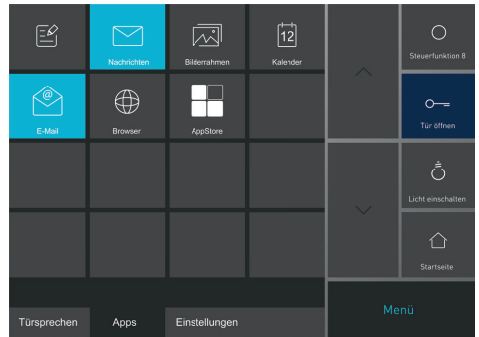 12
Nachrichten
Bilderrahmen
Kalender
Steuerfunktion 8
@
E-Mail
Browser
AppStore
Tür öffnen
Licht einschalten
Startseite
Menü
Türsprechen
Apps
Einstellungen